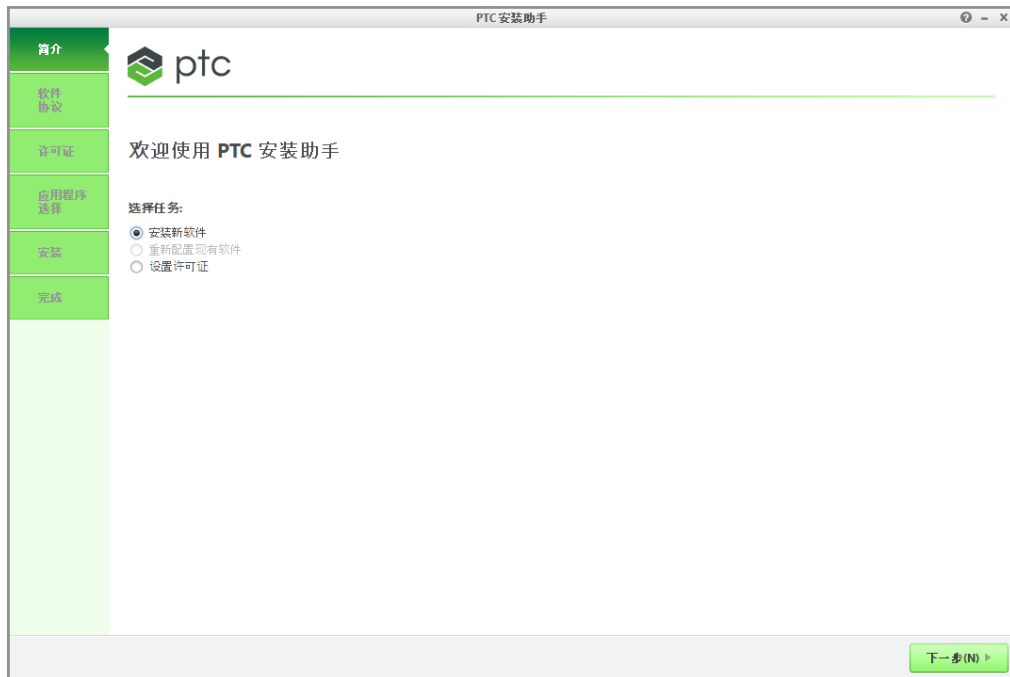 PTC 安装助手
简介
软件
协议
许可证
应用程序
选择
安装
完成
ptc
欢迎使用 PTC 安装助手
选择任务:
安装新软件
重新配置现有软件
设置许可证
下一步(N)